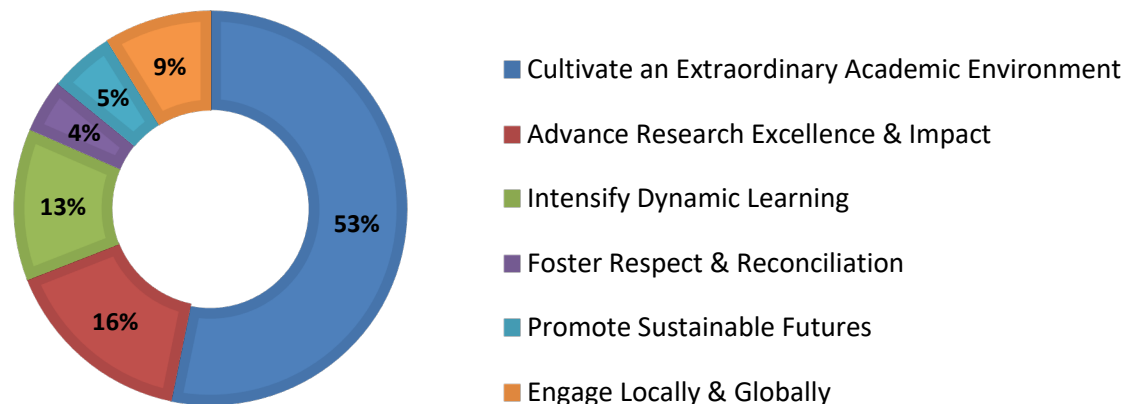 9%
5%
4%
13%
16%
53%
Cultivate an Extraordinary Academic Environment
Advance Research Excellence & Impact
Intensify Dynamic Learning
Foster Respect & Reconciliation
Promote Sustainable Futures
Engage Locally & Globally